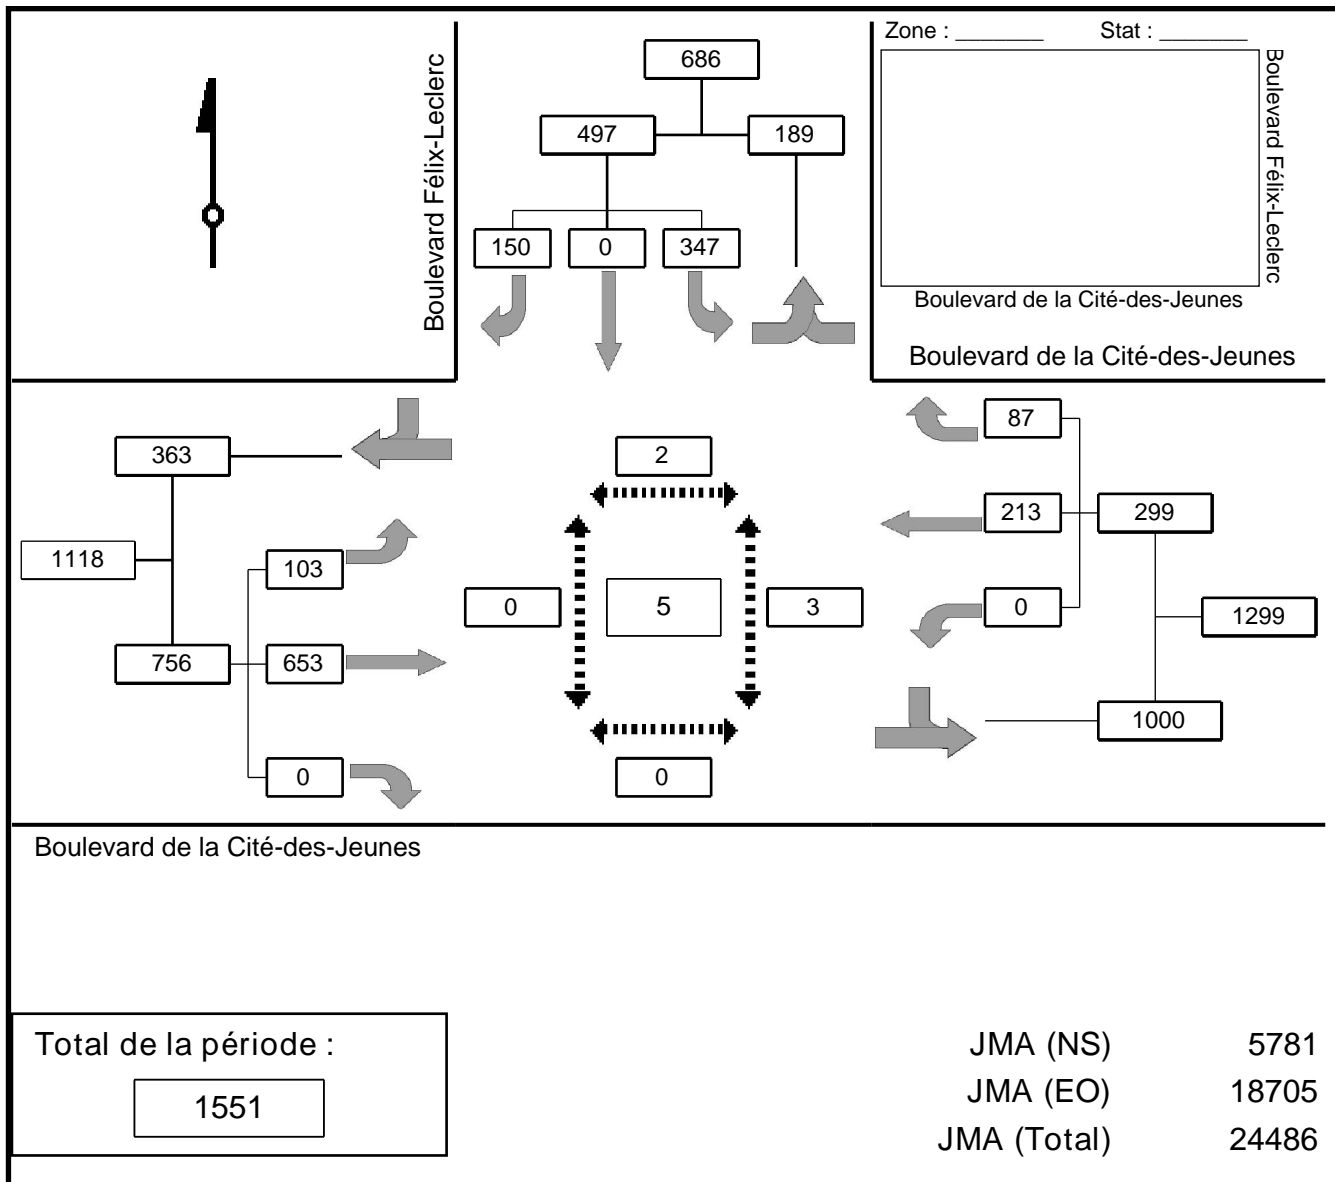 Zone : _______ Stat : _______
Boulevard Félix-Leclerc
Boulevard Félix-Leclerc
686
497 189
150 0 347
Boulevard de la Cité-des-Jeunes
Boulevard de la Cité-des-Jeunes
87
363 2
213 299
1118 103
0 5 3 0 1299
756 653
1000
0 0
Boulevard de la Cité-des-Jeunes
Total de la période :
1551
JMA (NS) 5781
JMA (EO) 18705
JMA (Total) 24486